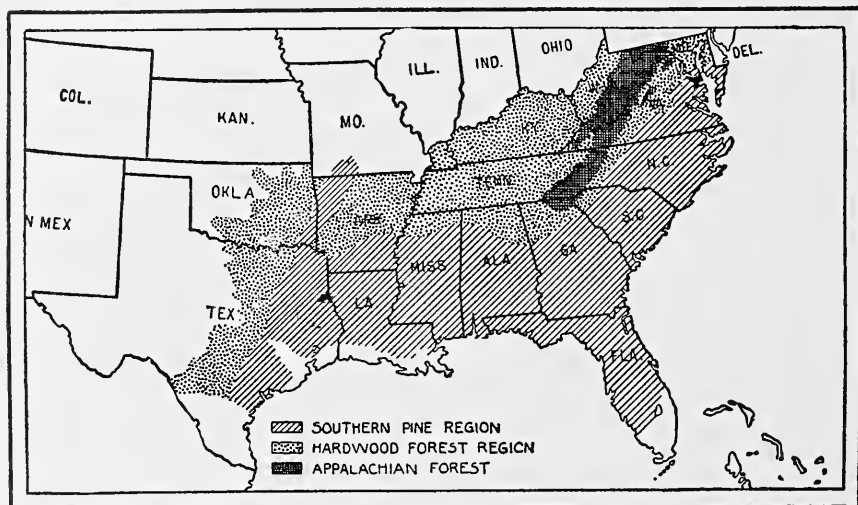 COL.
KAN.
MO.
ILL.
IND.
OHIO
DEL.
KY.
N.C.
TENN.
OKLA
ARK
N MEX
S.C.
TEX.
LA.
MISS
ALA.
GA.
FLA.
SOUTHERN PINE REGION
HARDWOOD FOREST REGION
APPALACHIAN FOREST